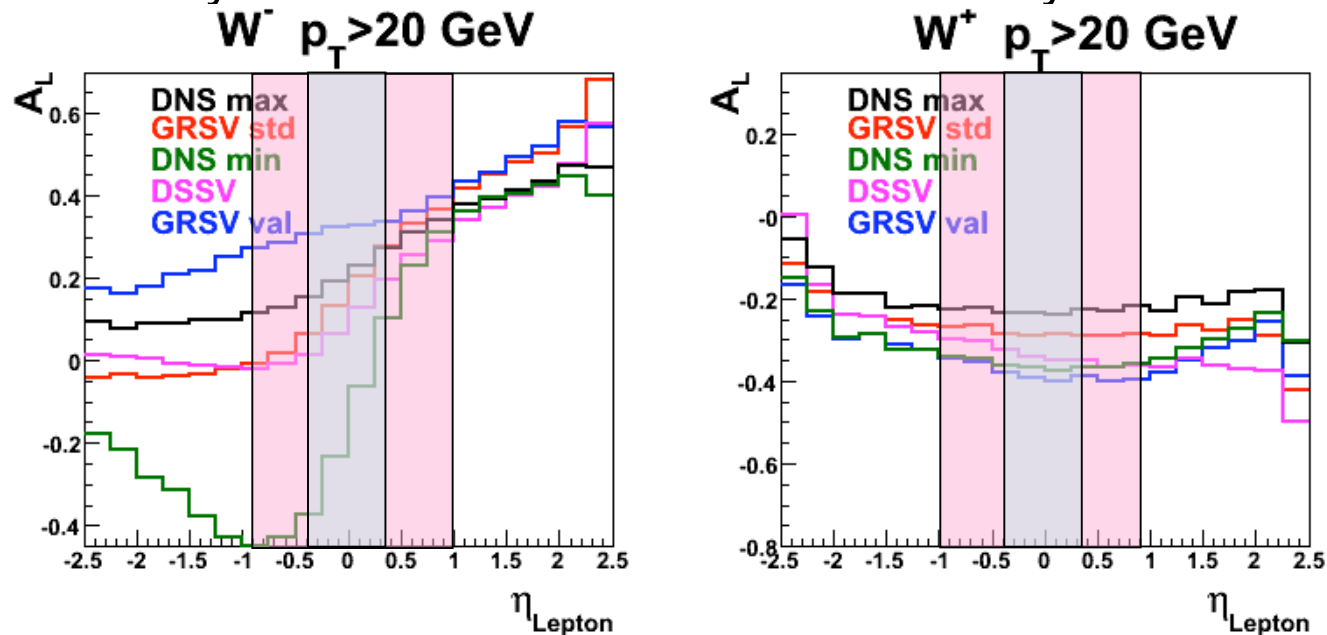 W⁻ p_T>20 GeV
A_L
DNS max
GRSV std
DNS min
DSSV
GRSV val
0.6
0.4
0.2
0
-0.2
-0.4
-2.5 -2 -1.5 -1 -0.5 0 0.5 1 1.5 2 2.5
η_Lepton
W⁺ p_T>20 GeV
A_L
DNS max
GRSV std
DNS min
DSSV
GRSV val
0.2
-0
-0.2
-0.4
-0.6
-0.8
-2.5 -2 -1.5 -1 -0.5 0 0.5 1 1.5 2 2.5
η_Lepton